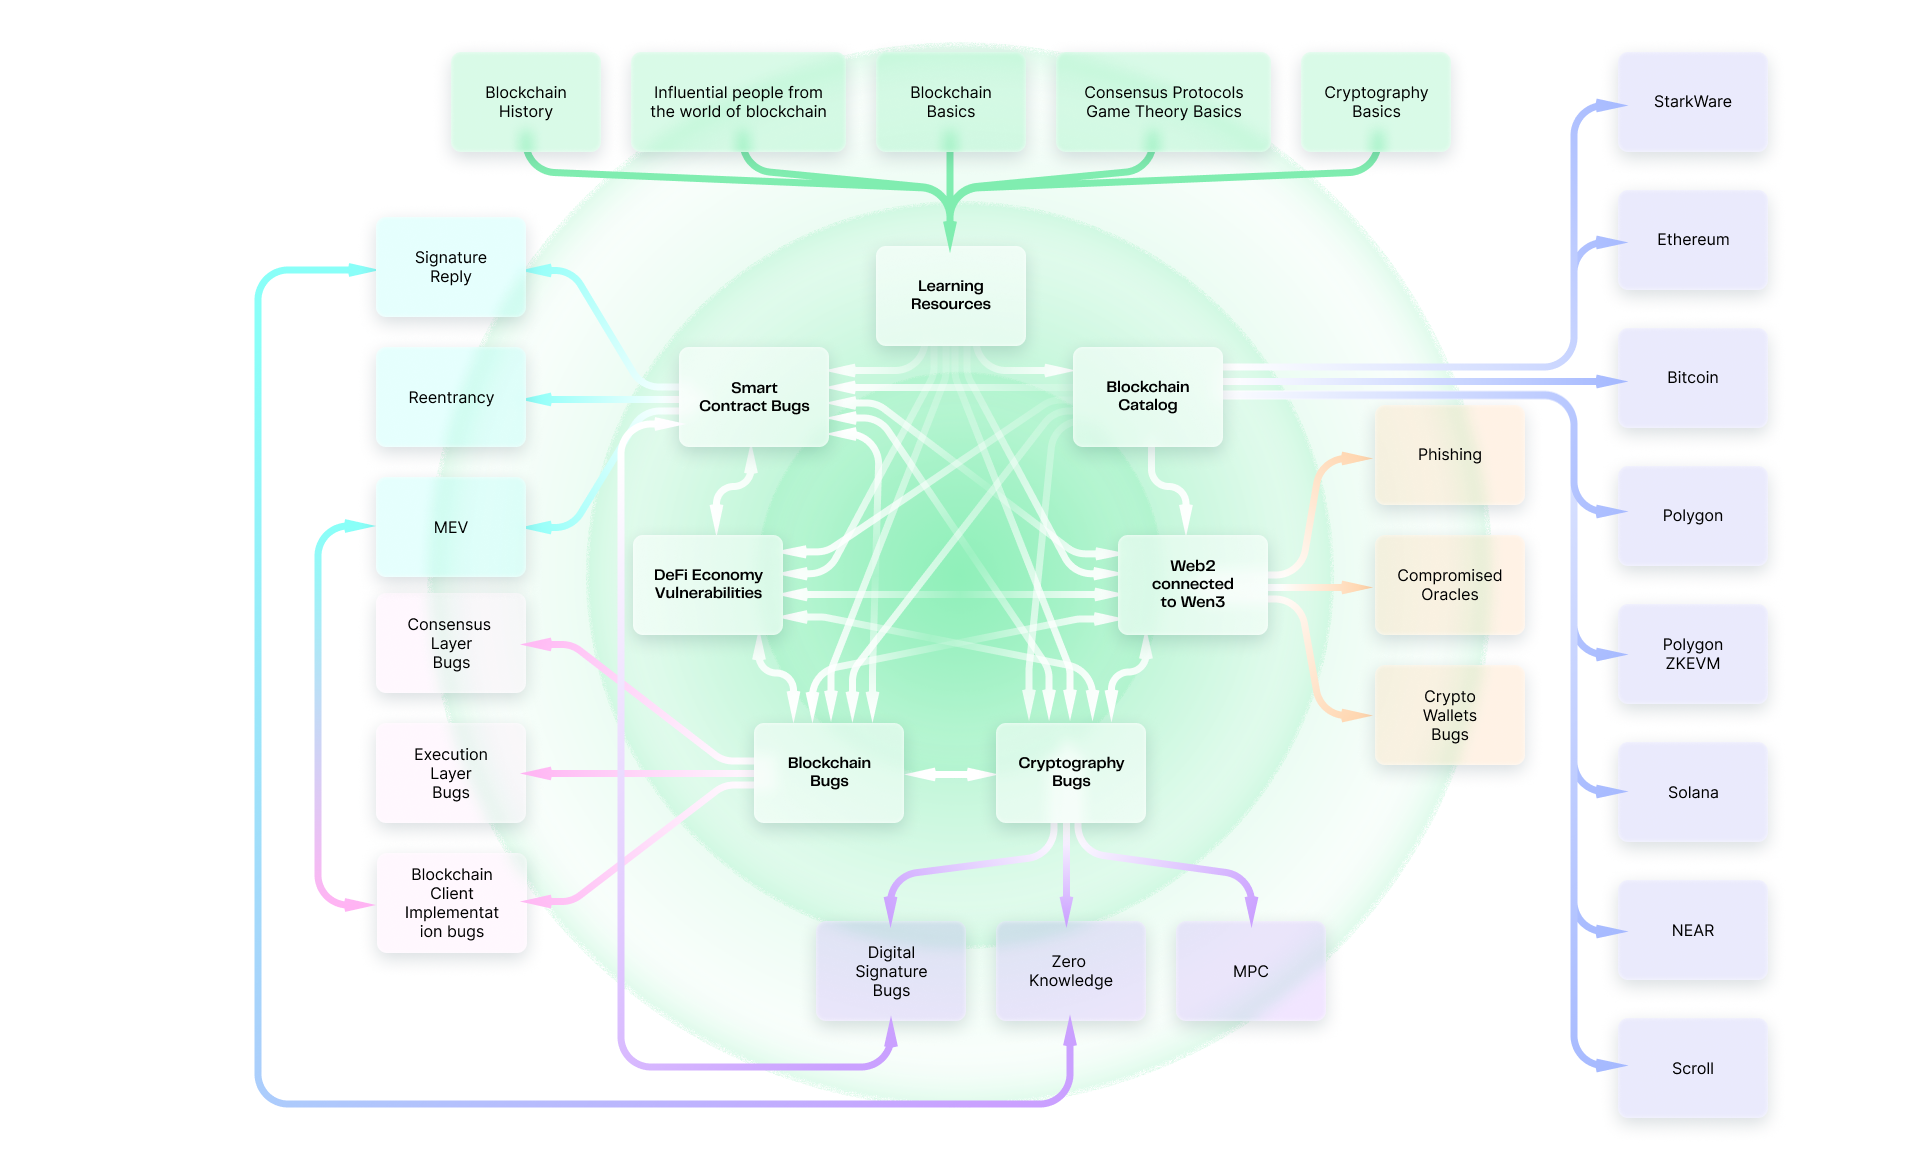 Blockchain
History
Influential people from
the world of blockchain
Blockchain
Basics
Consensus Protocols
Game Theory Basics
Cryptography
Basics
StarkWare
Ethereum
Bitcoin
Polygon
Polygon
ZKEVM
Solana
NEAR
Scroll
Signature
Reply
Reentrancy
MEV
Consensus
Layer
Bugs
Execution
Layer
Bugs
Blockchain
Client
Implementat
ion bugs
Learning
Resources
Smart
Contract Bugs
Blockchain
Catalog
DeFi Economy
Vulnerabilities
Web2
connected
to Wen3
Blockchain
Bugs
Cryptography
Bugs
Phishing
Compromised
Oracles
Crypto
Wallets
Bugs
Digital
Signature
Bugs
Zero
Knowledge
MPC